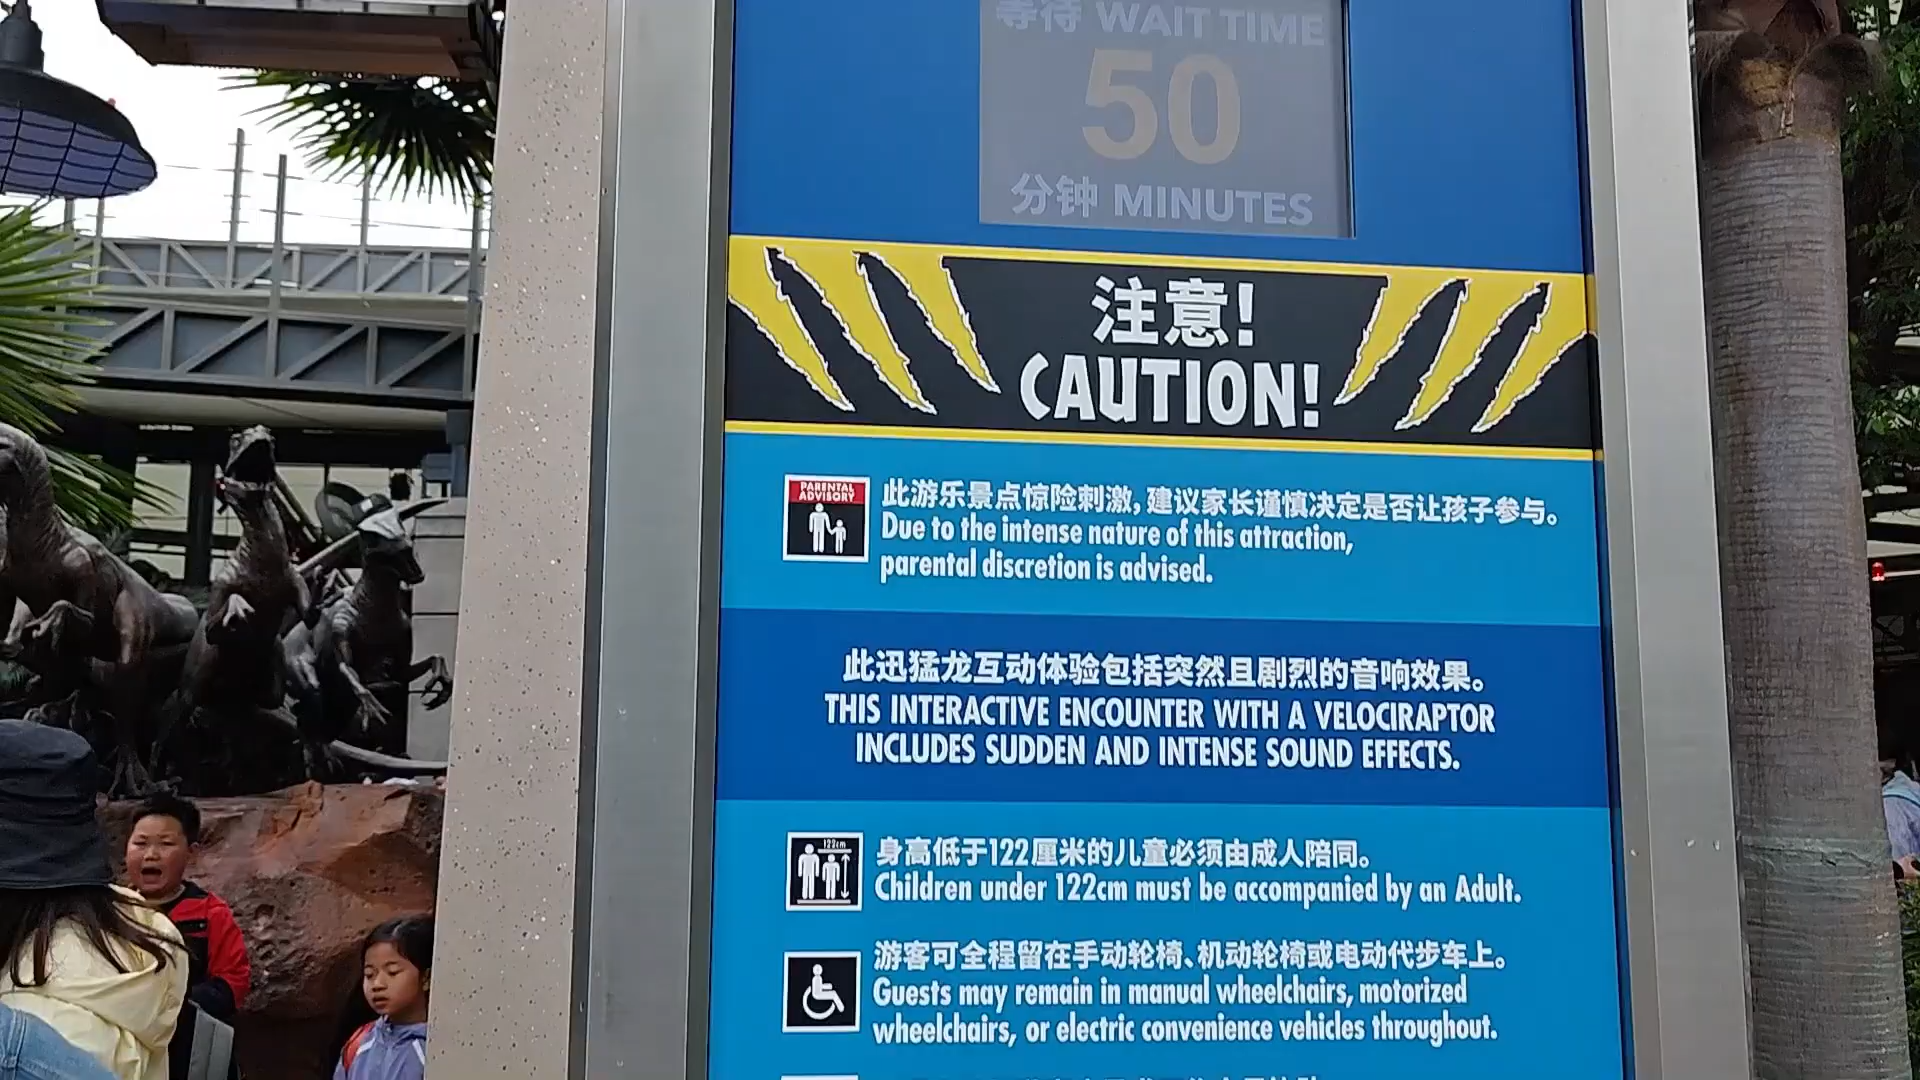 等待 WAIT TIME
50
分钟 MINUTES
注意!
CAUTION!
PARENTAL
ADVISORY
此游乐景点惊险刺激,建议家长谨慎决定是否让孩子参与。
Due to the intense nature of this attraction,
parental discretion is advised.
此迅猛龙互动体验包括突然且剧烈的音响效果。
THIS INTERACTIVE ENCOUNTER WITH A VELOCIRAPTOR
INCLUDES SUDDEN AND INTENSE SOUND EFFECTS.
122cm
身高低于122厘米的儿童必须由成人陪同。
Children under 122cm must be accompanied by an Adult.
游客可全程留在手动轮椅、机动轮椅或电动代步车上。
Guests may remain in manual wheelchairs, motorized
wheelchairs, or electric convenience vehicles throughout.